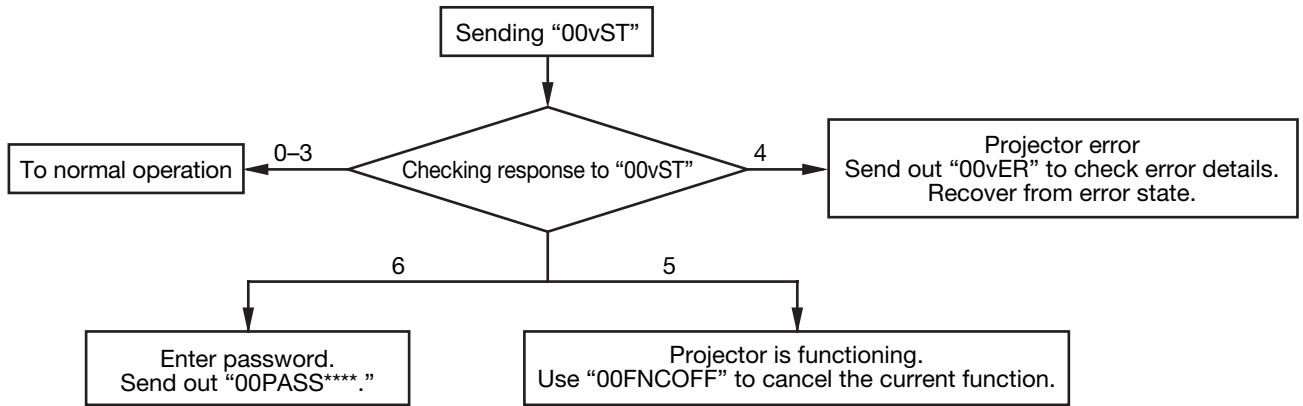 Sending “00vST”
To normal operation
0–3
Checking response to “00vST”
4
Projector error
Send out “00vER” to check error details.
Recover from error state.
6
5
Enter password.
Send out “00PASS****.”
Projector is functioning.
Use “00FNCOFF” to cancel the current function.